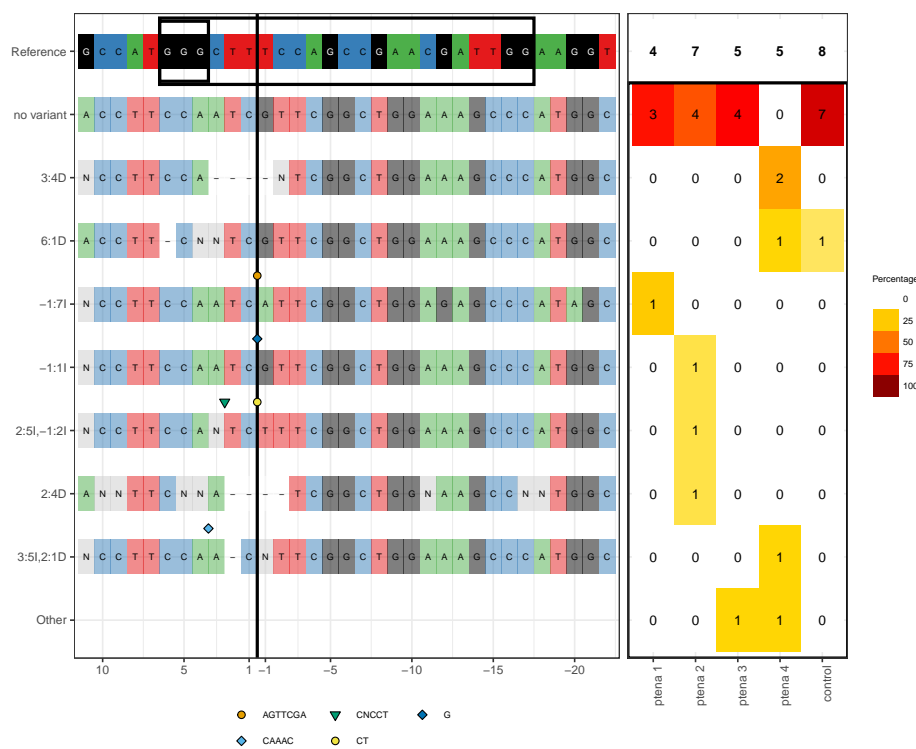 Reference G C C A T G G G C T T T C C A G C C G A A C G A T T G G A A G G T 4 7 5 5 8
no variant A C C T T C C A A T C G T T C G G C T G G A A A G C C C A T G G C 3 4 4 0 7
3:4D N C C T T C C A - - - - N T C G G C T G G A A A G C C C A T G G C 0 0 0 2 0
6:1D A C C T T - C N N T C G T T C G G C T G G A A A G C C C A T G G C 0 0 0 1 1
-1:7I N C C T T C C A A T C A T T C G G C T G G A G A G C C C A T A G C 1 0 0 0 0
-1:1I N C C T T C C A A T C G T T C G G C T G G A A A G C C C A T G G C 0 1 0 0 0
2:5I,-1:2I N C C T T C C A N T C T T T C G G C T G G A A A G C C C A T G G C 0 1 0 0 0
2:4D A N N T T C N N A - - - - T C G G C T G G N A A G C C N N T G G C 0 1 0 0 0
3:5I,2:1D N C C T T C C A A - C N T T C G G C T G G A A A G C C C A T G G C 0 0 0 1 0
Other 0 0 1 1 0
10 5 1 -1 -5 -10 -15 -20
ptena 1
ptena 2
ptena 3
ptena 4
control
Percentage
0
25
50
75
100
AGTTCGA CNCCT G
CAAAC CT